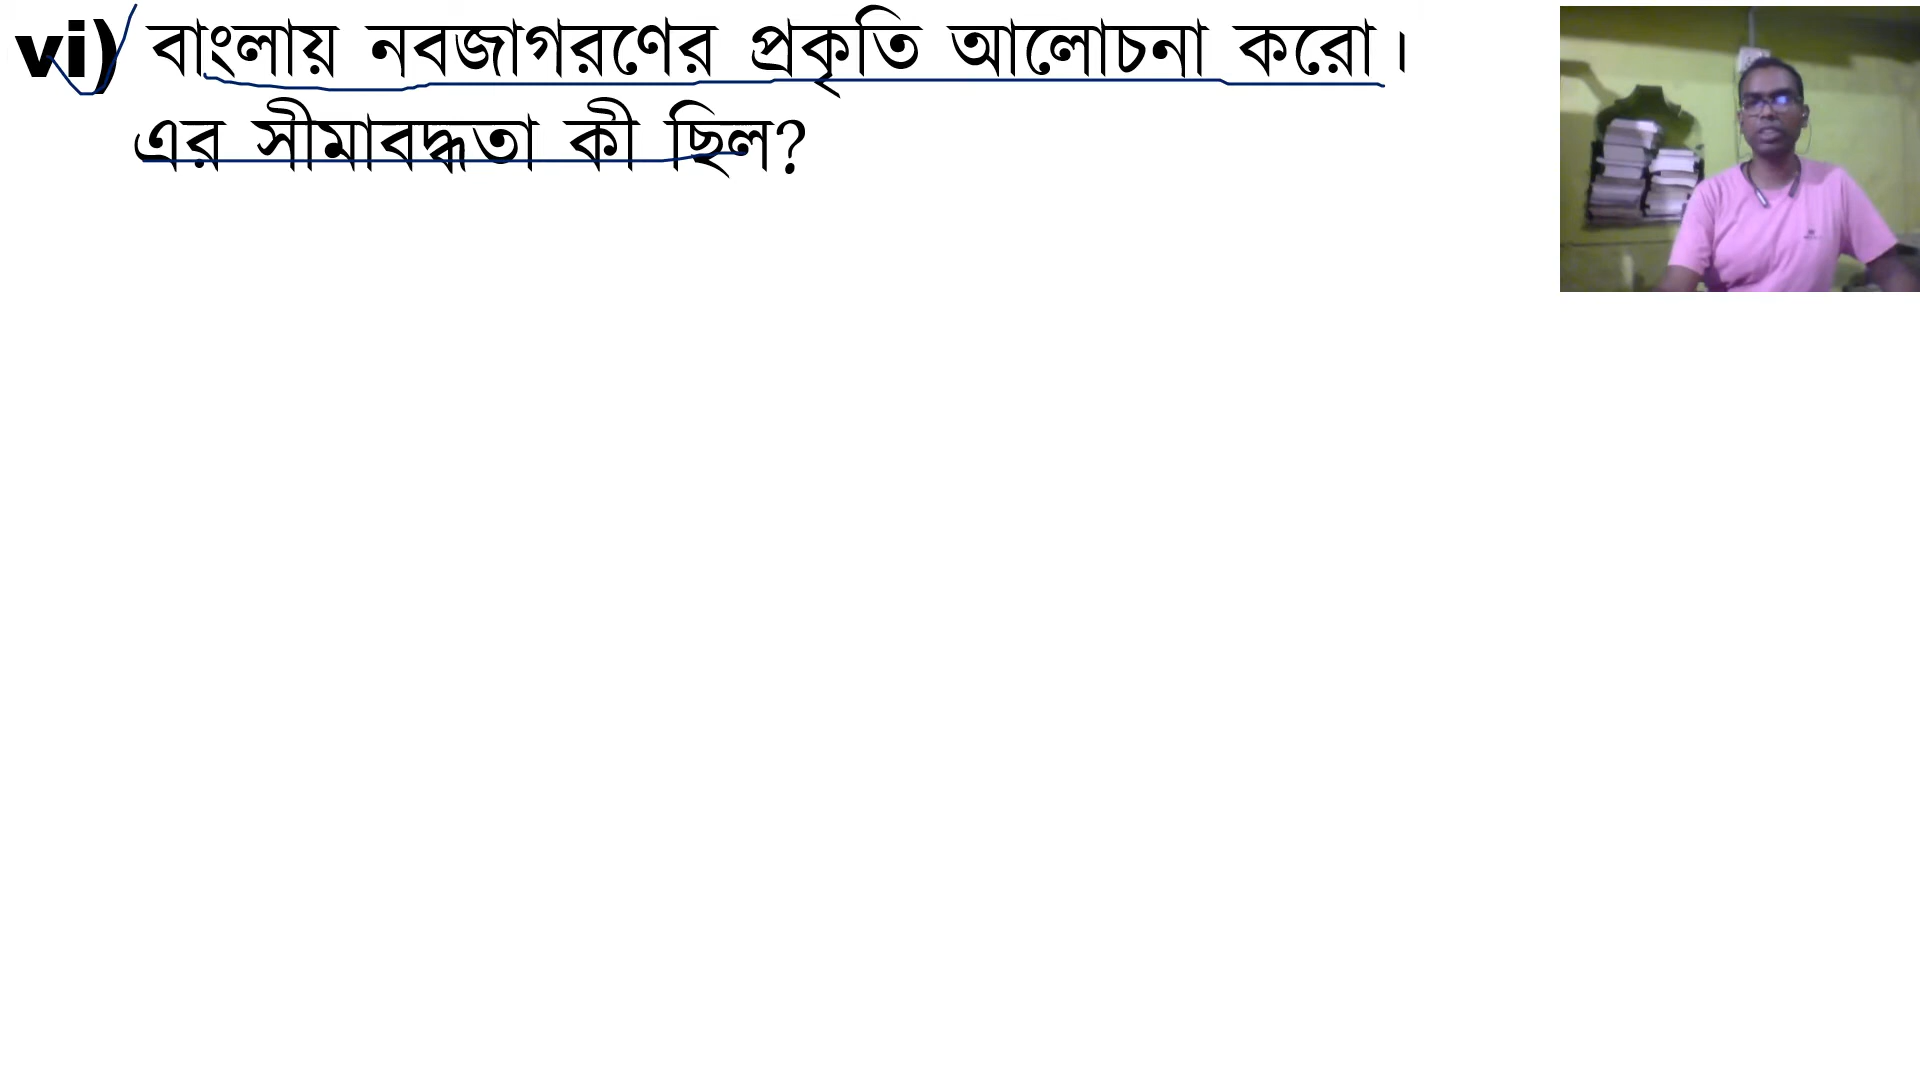 vi) বাংলায় নবজাগরণের প্রকৃতি আলোচনা করো।
এর সীমাবদ্ধতা কী ছিল?